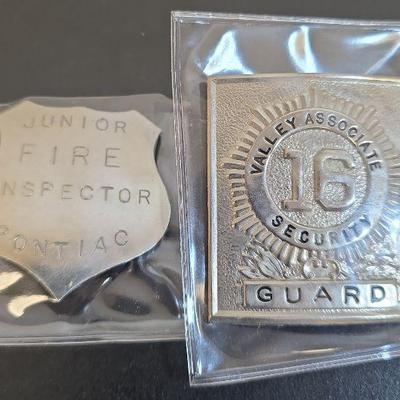 JUNIOR
FIRE
INSPECTOR
PONTIAC
VALLEY ASSOCIATE
16
SECURITY
GUARD